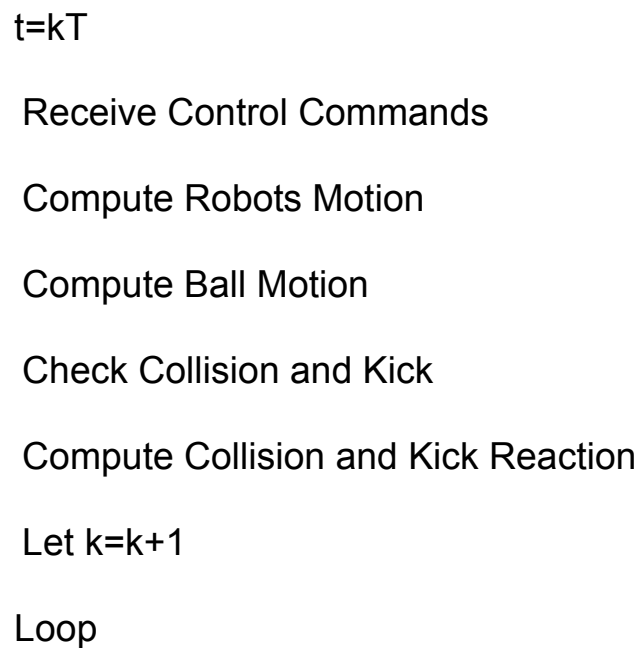 t=kT
Receive Control Commands
Compute Robots Motion
Compute Ball Motion
Check Collision and Kick
Compute Collision and Kick Reaction
Let k=k+1
Loop